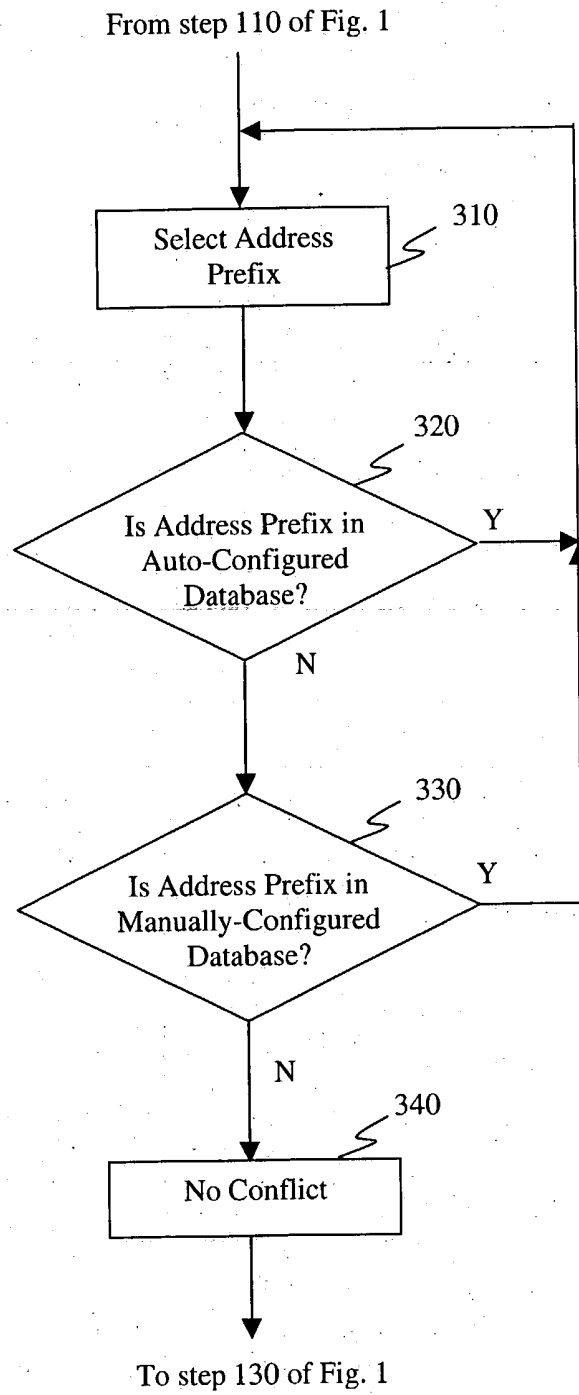 From step 110 of Fig. 1
310
Select Address
Prefix
320
Is Address Prefix in
Auto-Configured
Database?
Y
N
330
Is Address Prefix in
Manually-Configured
Database?
Y
N
340
No Conflict
To step 130 of Fig. 1